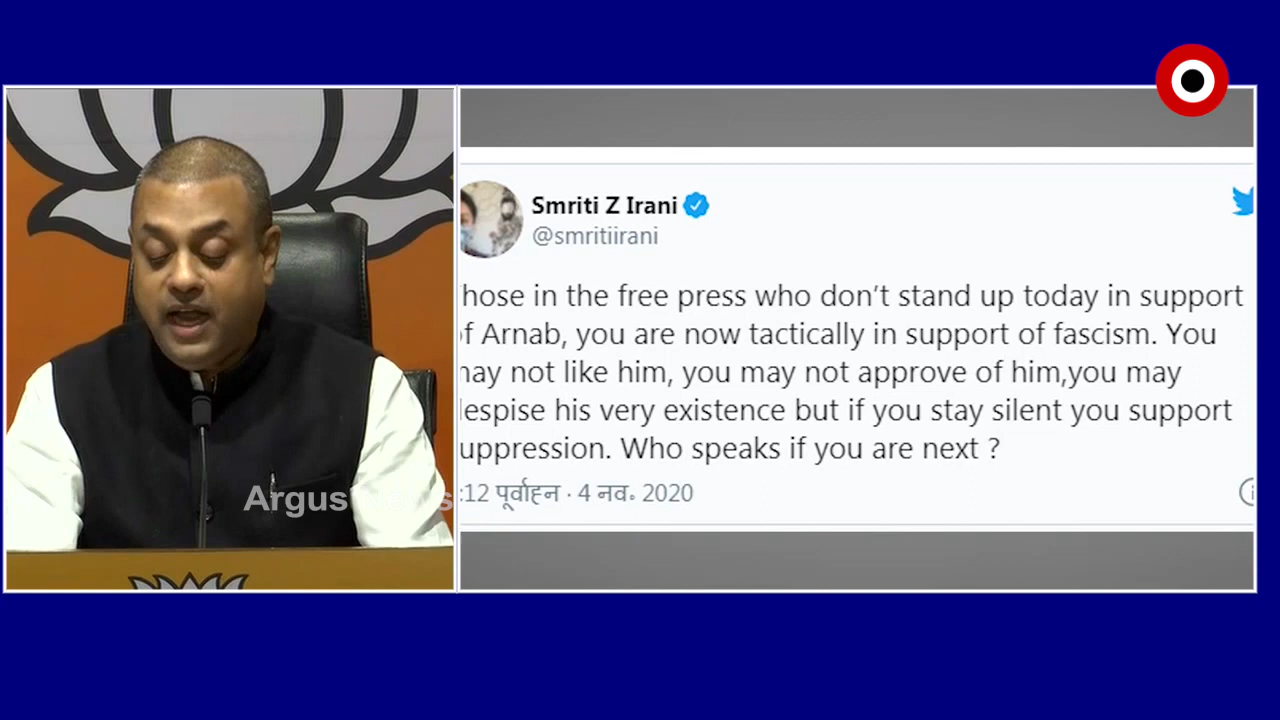 Smriti Z Irani
@smritiirani
hose in the free press who don't stand up today in support
f Arnab, you are now tactically in support of fascism. You
nay not like him, you may not approve of him,you may
lespise his very existence but if you stay silent you support
uppression. Who speaks if you are next ?
:12 पूर्वाह्न · 4 नव॰ 2020
Argus News